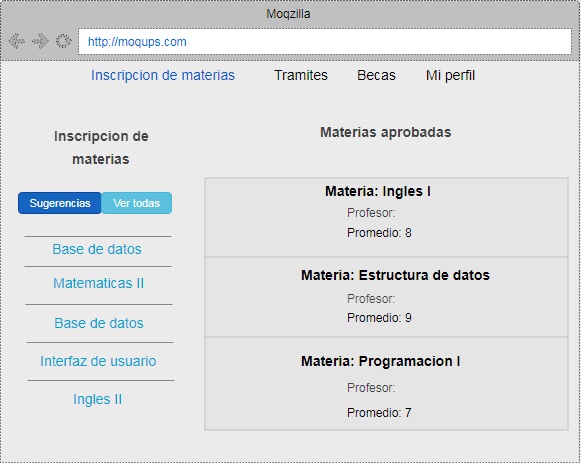 Moqzilla
http://moqups.com
Inscripcion de materias Tramites Becas Mi perfil
Inscripcion de
materias
Sugerencias Ver todas
Base de datos
Matematicas II
Base de datos
Interfaz de usuario
Ingles II
Materias aprobadas
Materia: Ingles I
Profesor:
Promedio: 8
Materia: Estructura de datos
Profesor:
Promedio: 9
Materia: Programacion I
Profesor:
Promedio: 7